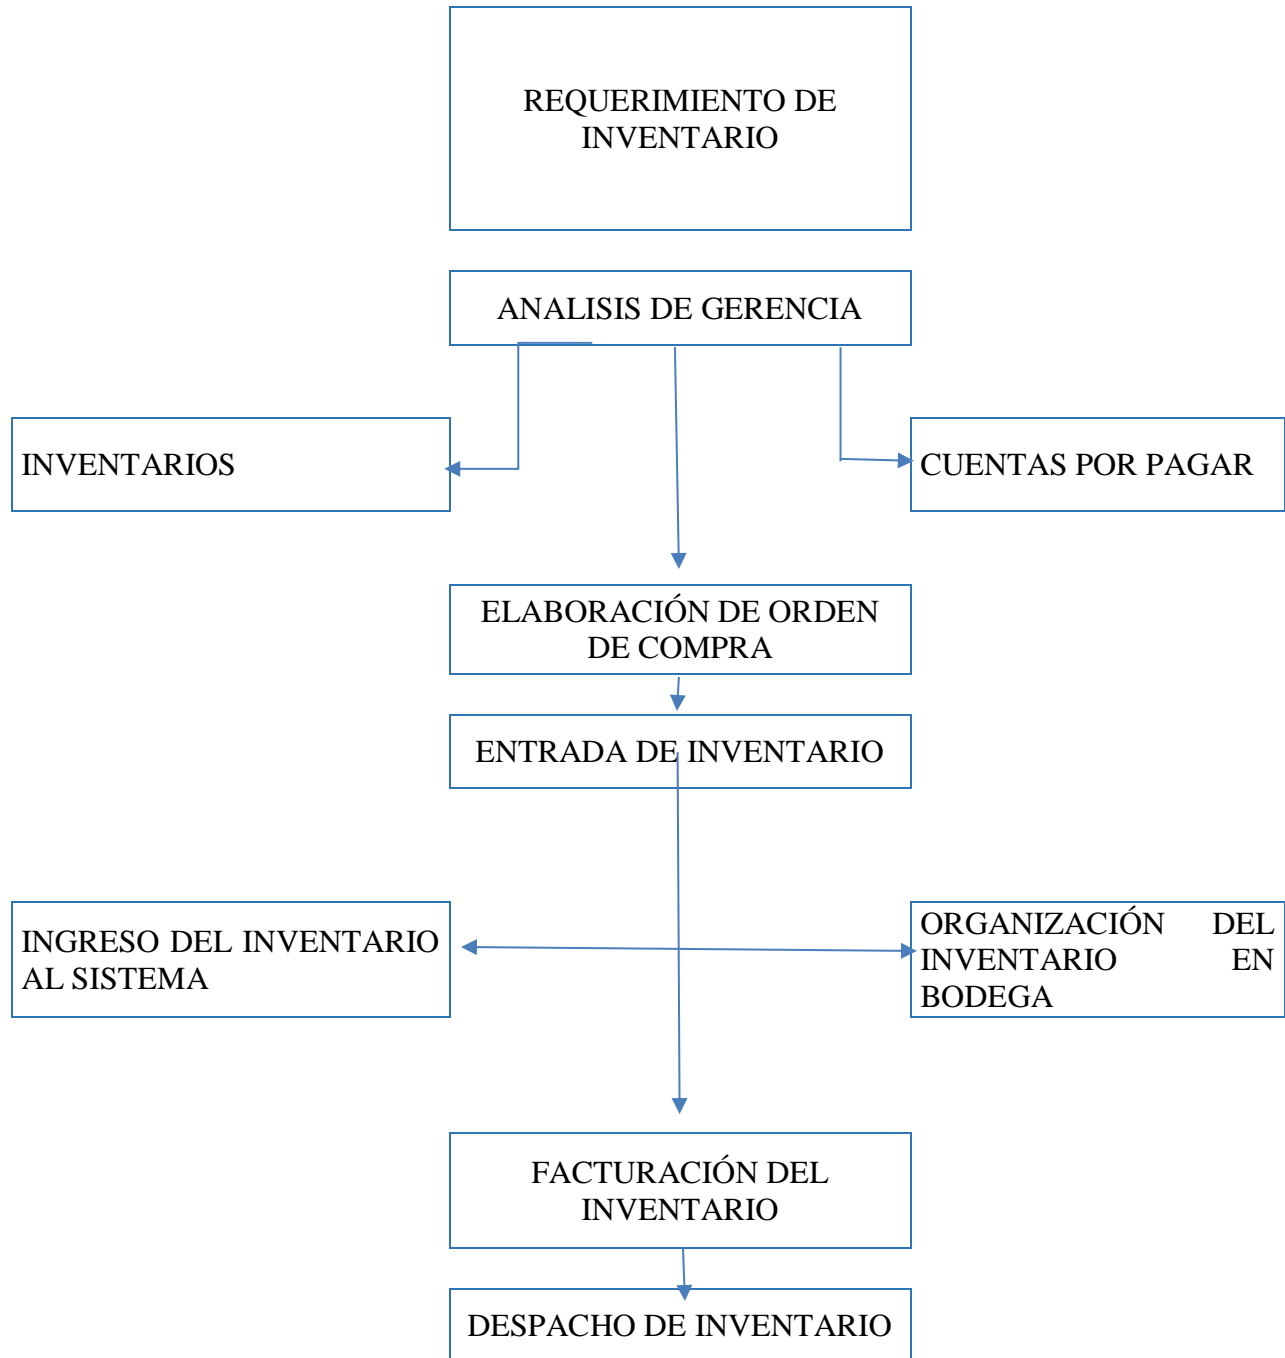 REQUERIMIENTO DE
INVENTARIO
ANALISIS DE GERENCIA
INVENTARIOS
CUENTAS POR PAGAR
ELABORACIÓN DE ORDEN
DE COMPRA
ENTRADA DE INVENTARIO
INGRESO DEL INVENTARIO
AL SISTEMA
ORGANIZACIÓN DEL
INVENTARIO EN
BODEGA
FACTURACIÓN DEL
INVENTARIO
DESPACHO DE INVENTARIO